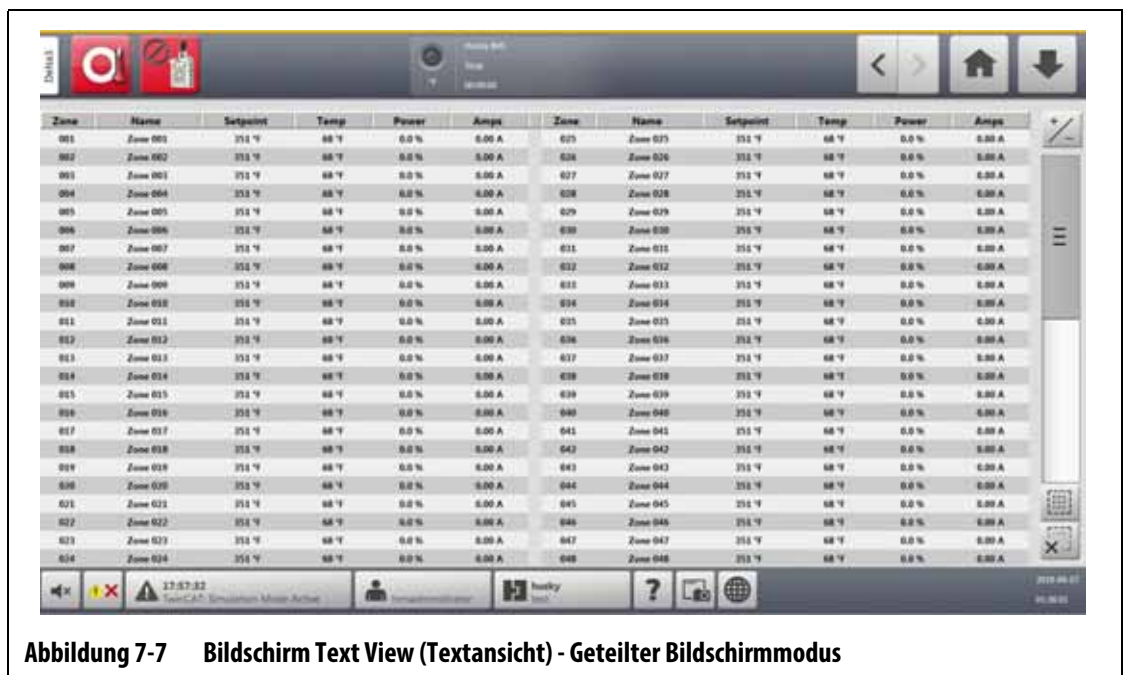 Delta3
°F
Zone Name Setpoint Temp Power Amps Zone Name Setpoint Temp Power Amps
001 Zone 001 351 °F 68 °F 0.0 % 0.00 A 025 Zone 025 351 °F 68 °F 0.0 % 0.00 A
002 Zone 002 351 °F 68 °F 0.0 % 0.00 A 026 Zone 026 351 °F 68 °F 0.0 % 0.00 A
003 Zone 003 351 °F 68 °F 0.0 % 0.00 A 027 Zone 027 351 °F 68 °F 0.0 % 0.00 A
004 Zone 004 351 °F 68 °F 0.0 % 0.00 A 028 Zone 028 351 °F 68 °F 0.0 % 0.00 A
005 Zone 005 351 °F 68 °F 0.0 % 0.00 A 029 Zone 029 351 °F 68 °F 0.0 % 0.00 A
006 Zone 006 351 °F 68 °F 0.0 % 0.00 A 030 Zone 030 351 °F 68 °F 0.0 % 0.00 A
007 Zone 007 351 °F 68 °F 0.0 % 0.00 A 031 Zone 031 351 °F 68 °F 0.0 % 0.00 A
008 Zone 008 351 °F 68 °F 0.0 % 0.00 A 032 Zone 032 351 °F 68 °F 0.0 % 0.00 A
009 Zone 009 351 °F 68 °F 0.0 % 0.00 A 033 Zone 033 351 °F 68 °F 0.0 % 0.00 A
010 Zone 010 351 °F 68 °F 0.0 % 0.00 A 034 Zone 034 351 °F 68 °F 0.0 % 0.00 A
011 Zone 011 351 °F 68 °F 0.0 % 0.00 A 035 Zone 035 351 °F 68 °F 0.0 % 0.00 A
012 Zone 012 351 °F 68 °F 0.0 % 0.00 A 036 Zone 036 351 °F 68 °F 0.0 % 0.00 A
013 Zone 013 351 °F 68 °F 0.0 % 0.00 A 037 Zone 037 351 °F 68 °F 0.0 % 0.00 A
014 Zone 014 351 °F 68 °F 0.0 % 0.00 A 038 Zone 038 351 °F 68 °F 0.0 % 0.00 A
015 Zone 015 351 °F 68 °F 0.0 % 0.00 A 039 Zone 039 351 °F 68 °F 0.0 % 0.00 A
016 Zone 016 351 °F 68 °F 0.0 % 0.00 A 040 Zone 040 351 °F 68 °F 0.0 % 0.00 A
017 Zone 017 351 °F 68 °F 0.0 % 0.00 A 041 Zone 041 351 °F 68 °F 0.0 % 0.00 A
018 Zone 018 351 °F 68 °F 0.0 % 0.00 A 042 Zone 042 351 °F 68 °F 0.0 % 0.00 A
019 Zone 019 351 °F 68 °F 0.0 % 0.00 A 043 Zone 043 351 °F 68 °F 0.0 % 0.00 A
020 Zone 020 351 °F 68 °F 0.0 % 0.00 A 044 Zone 044 351 °F 68 °F 0.0 % 0.00 A
021 Zone 021 351 °F 68 °F 0.0 % 0.00 A 045 Zone 045 351 °F 68 °F 0.0 % 0.00 A
022 Zone 022 351 °F 68 °F 0.0 % 0.00 A 046 Zone 046 351 °F 68 °F 0.0 % 0.00 A
023 Zone 023 351 °F 68 °F 0.0 % 0.00 A 047 Zone 047 351 °F 68 °F 0.0 % 0.00 A
024 Zone 024 351 °F 68 °F 0.0 % 0.00 A 048 Zone 048 351 °F 68 °F 0.0 % 0.00 A
17:57:32
TwinCAT: Simulation Mode Active
husky
test
?
Abbildung 7-7 Bildschirm Text View (Textansicht) - Geteilter Bildschirmmodus